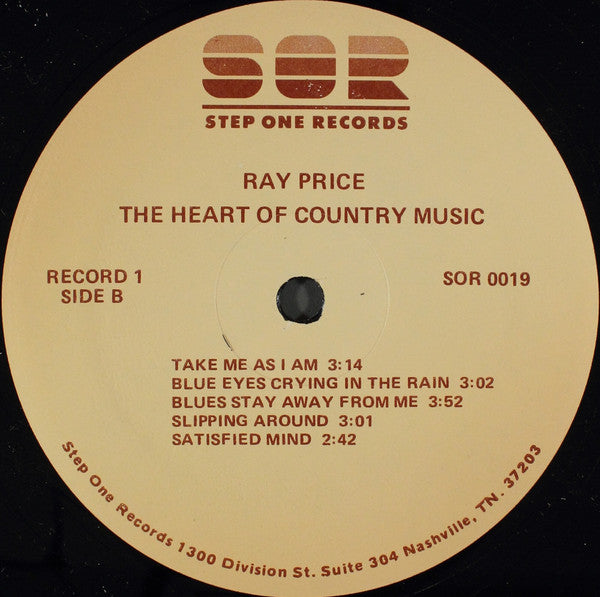 SOR
STEP ONE RECORDS
RAY PRICE
THE HEART OF COUNTRY MUSIC
RECORD 1
SIDE B
SOR 0019
TAKE ME AS I AM 3:14
BLUE EYES CRYING IN THE RAIN 3:02
BLUES STAY AWAY FROM ME 3:52
SLIPPING AROUND 3:01
SATISFIED MIND 2:42
Step One Records 1300 Division St. Suite 304 Nashville, TN. 37203